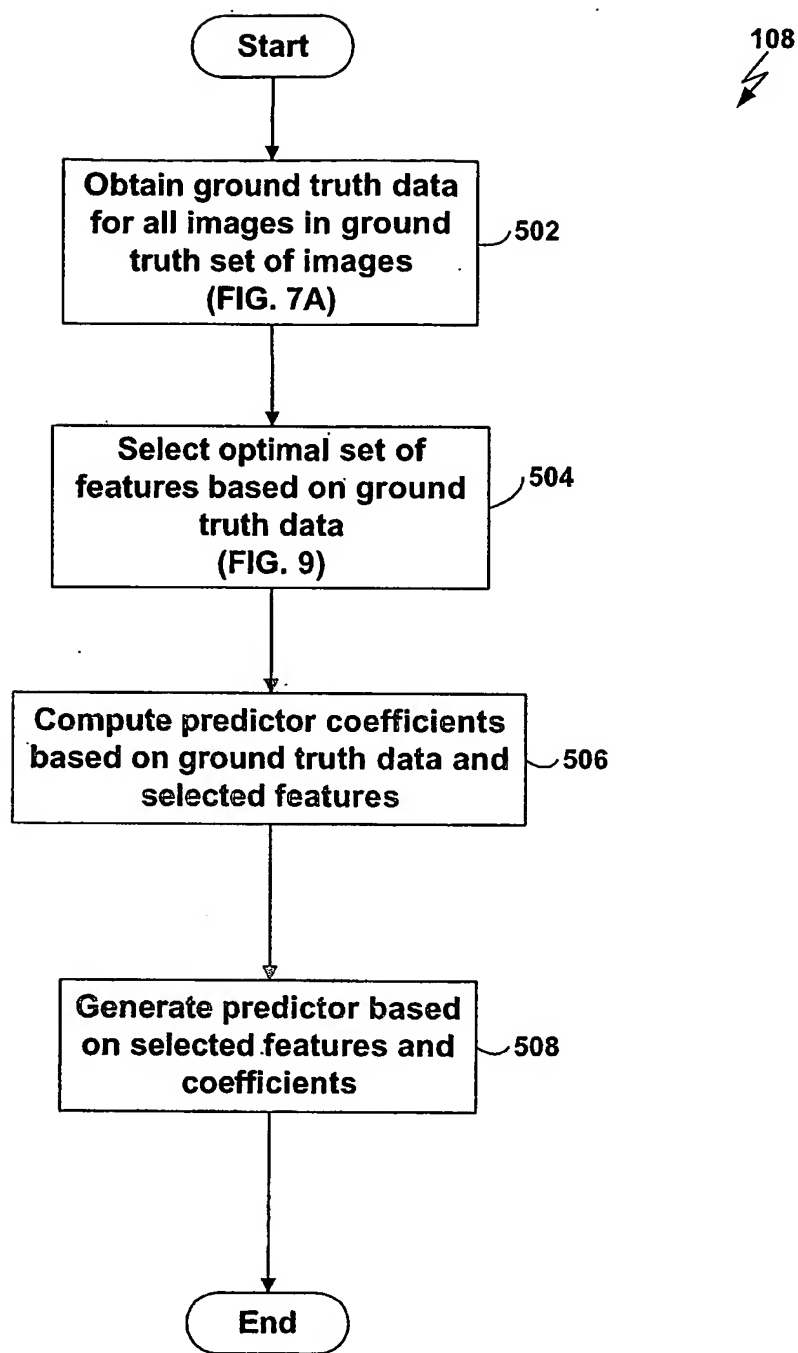 Start
108
Obtain ground truth data
for all images in ground
truth set of images
(FIG. 7A)
502
Select optimal set of
features based on ground
truth data
(FIG. 9)
504
Compute predictor coefficients
based on ground truth data and
selected features
506
Generate predictor based
on selected features and
coefficients
508
End